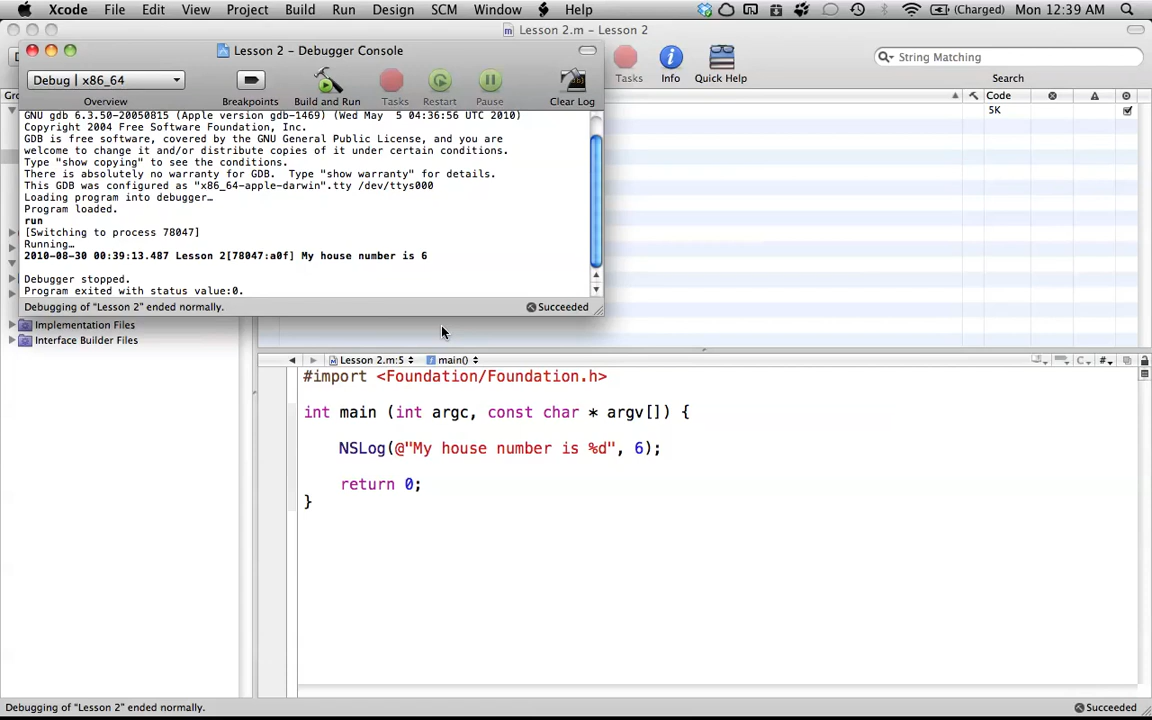 Xcode File Edit View Project Build Run Design SCM Window Help (Charged) Mon 12:39 AM
Lesson 2.m - Lesson 2
Lesson 2 – Debugger Console
Tasks Info Quick Help
String Matching
Search
Debug | x86_64
Overview Breakpoints Build and Run Tasks Restart Pause Clear Log
Code
5K
GNU gdb 6.3.50-20050815 (Apple version gdb-1469) (Wed May  5 04:36:56 UTC 2010)
Copyright 2004 Free Software Foundation, Inc.
GDB is free software, covered by the GNU General Public License, and you are
welcome to change it and/or distribute copies of it under certain conditions.
Type "show copying" to see the conditions.
There is absolutely no warranty for GDB.  Type "show warranty" for details.
This GDB was configured as "x86_64-apple-darwin".tty /dev/ttys000
Loading program into debugger…
Program loaded.
run
[Switching to process 78047]
Running…
2010-08-30 00:39:13.487 Lesson 2[78047:a0f] My house number is 6
Debugger stopped.
Program exited with status value:0.
Debugging of "Lesson 2" ended normally. Succeeded
Implementation Files
Interface Builder Files
Lesson 2.m:5 main()
#import <Foundation/Foundation.h>
int main (int argc, const char * argv[]) {
NSLog(@"My house number is %d", 6);
return 0;
}
Debugging of "Lesson 2" ended normally. Succeeded